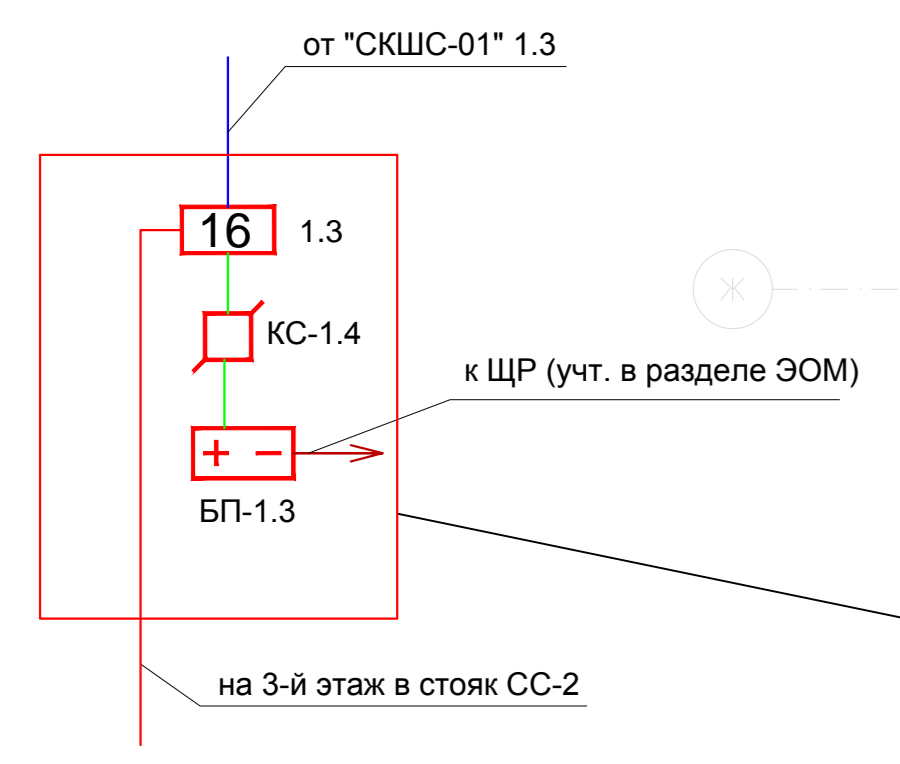 от "СКШС-01" 1.3
16
1.3
Ж
КС-1.4
к ЩР (учт. в разделе ЭОМ)
+ −
БП-1.3
на 3-й этаж в стояк СС-2